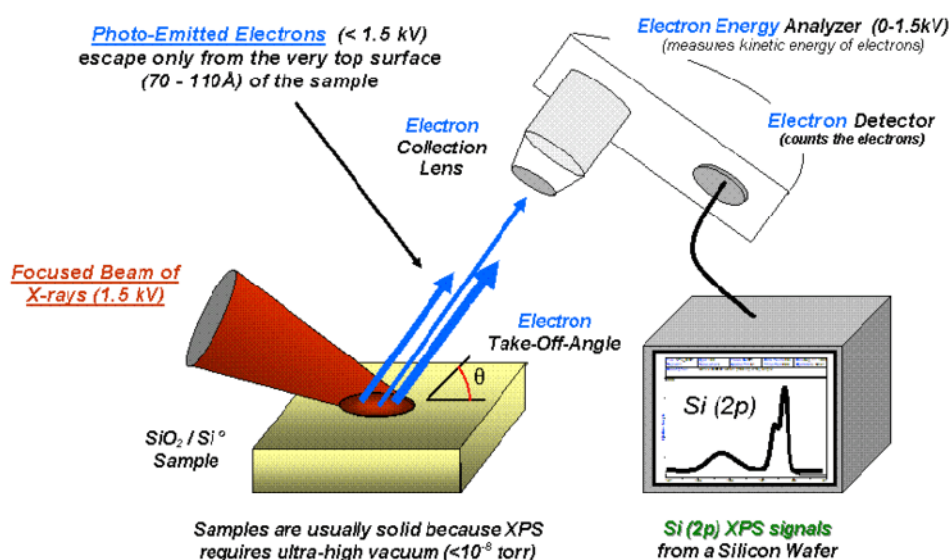 Photo-Emitted Electrons (< 1.5 kV)
escape only from the very top surface
(70 - 110Å) of the sample
Electron Energy Analyzer (0-1.5kV)
(measures kinetic energy of electrons)
Electron Detector
(counts the electrons)
Electron
Collection
Lens
Focused Beam of
X-rays (1.5 kV)
Electron
Take-Off-Angle
θ
SiO₂ / Si°
Sample
Si (2p)
Samples are usually solid because XPS
requires ultra-high vacuum (<10⁻⁸ torr)
Si (2p) XPS signals
from a Silicon Wafer